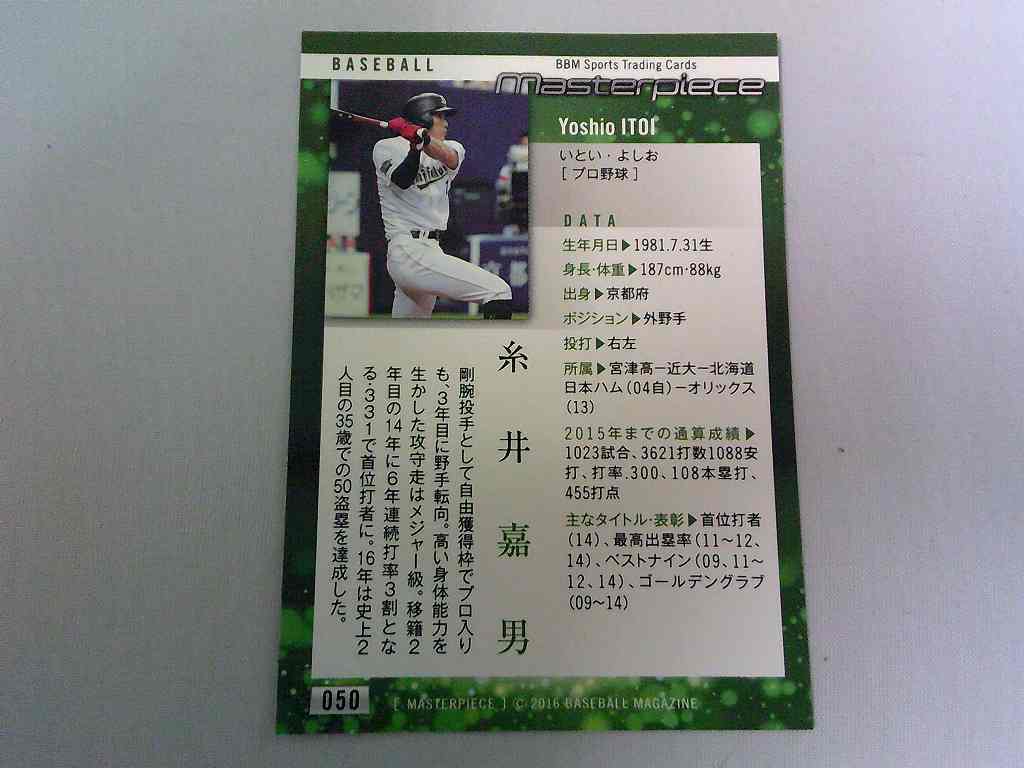 BASEBALL
BBM Sports Trading Cards
Masterpiece
Yoshio ITOI
いとい・よしお
[ プロ野球 ]
DATA
生年月日▶1981.7.31生
身長・体重▶187cm・88kg
出身▶京都府
ポジション▶外野手
投打▶右左
所属▶宮津高－近大－北海道
日本ハム(04自)－オリックス
(13)
2015年までの通算成績▶
1023試合、3621打数1088安
打、打率.300、108本塁打、
455打点
主なタイトル・表彰▶首位打者
(14)、最高出塁率(11～12、
14)、ベストナイン(09、11～
12、14)、ゴールデングラブ
(09～14)
糸井嘉男
剛腕投手として自由獲得枠でプロ入り
も、3年目に野手転向。高い身体能力を
生かした攻守走はメジャー級。移籍2
年目の14年に6年連続打率3割とな
る・331で首位打者に。16年は史上2
人目の35歳での50盗塁を達成した。
050
[ MASTERPIECE ] © 2016 BASEBALL MAGAZINE